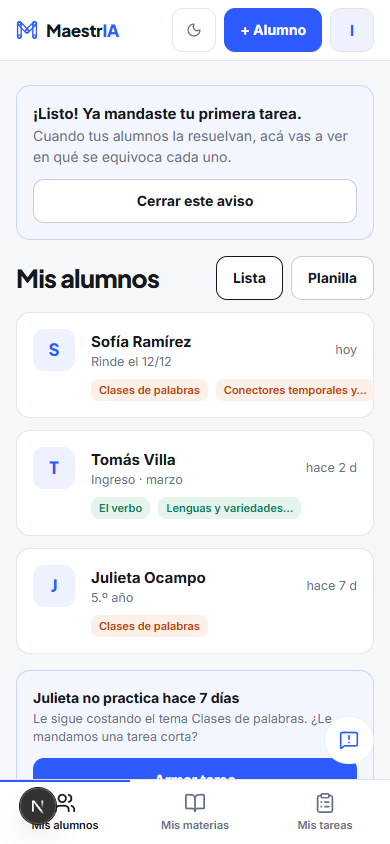 MaestrIA
+ Alumno
I
¡Listo! Ya mandaste tu primera tarea.
Cuando tus alumnos la resuelvan, acá vas a ver
en qué se equivoca cada uno.
Cerrar este aviso
Mis alumnos
Lista
Planilla
S
Sofía Ramírez
Rinde el 12/12
hoy
Clases de palabras
Conectores temporales y...
T
Tomás Villa
Ingreso · marzo
hace 2 d
El verbo
Lenguas y variedades...
J
Julieta Ocampo
5.º año
hace 7 d
Clases de palabras
Julieta no practica hace 7 días
Le sigue costando el tema Clases de palabras. ¿Le
mandamos una tarea corta?
Armar tarea
N
Mis alumnos
Mis materias
Mis tareas